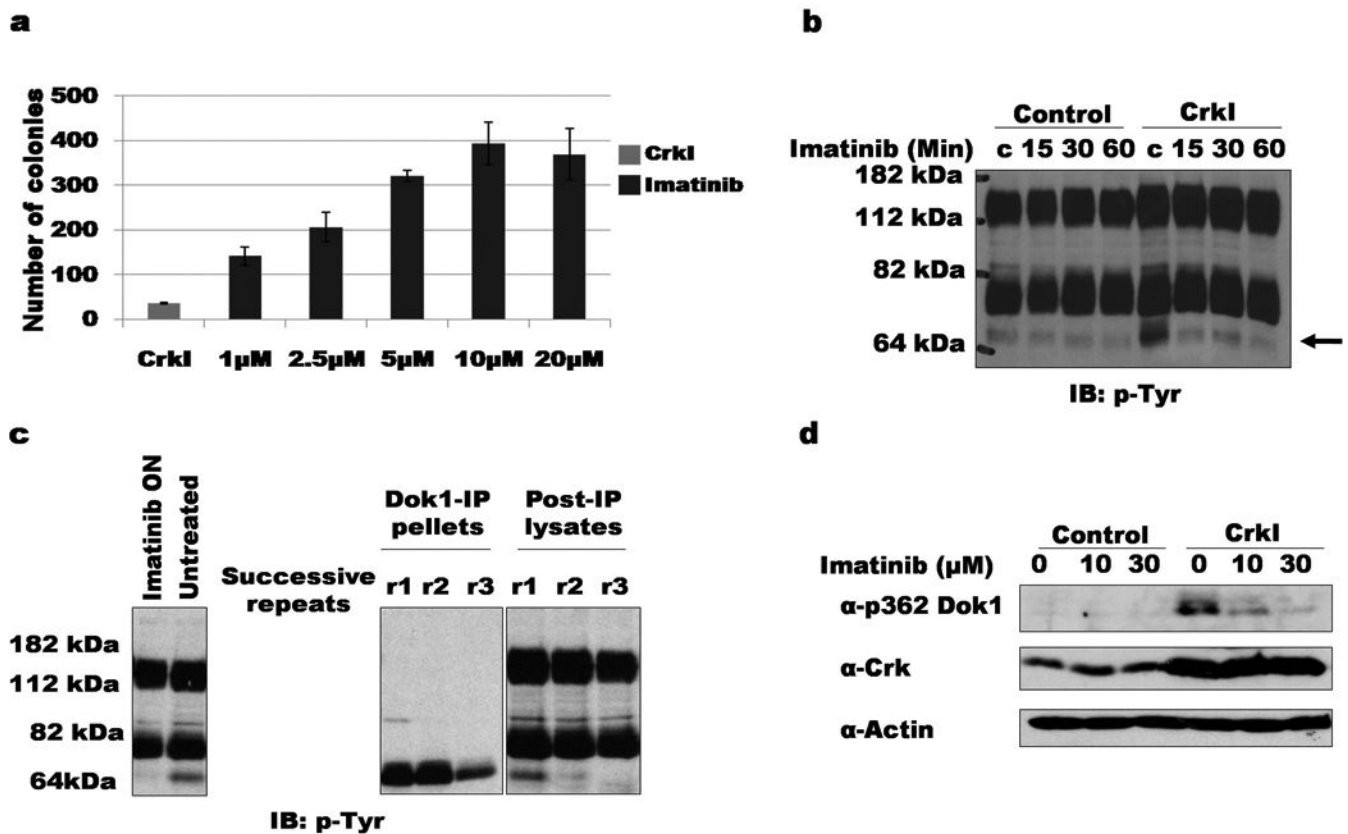 a
500
400
300
200
100
0
Number of colonies
CrkI
Imatinib
CrkI 1µM 2.5µM 5µM 10µM 20µM
b
Control CrkI
Imatinib (Min) c 15 30 60 c 15 30 60
182 kDa
112 kDa
82 kDa
64 kDa
IB: p-Tyr
c
Imatinib ON
Untreated
Successive
repeats
Dok1-IP
pellets
Post-IP
lysates
r1 r2 r3 r1 r2 r3
182 kDa
112 kDa
82 kDa
64kDa
IB: p-Tyr
d
Control CrkI
Imatinib (µM) 0 10 30 0 10 30
α-p362 Dok1
α-Crk
α-Actin